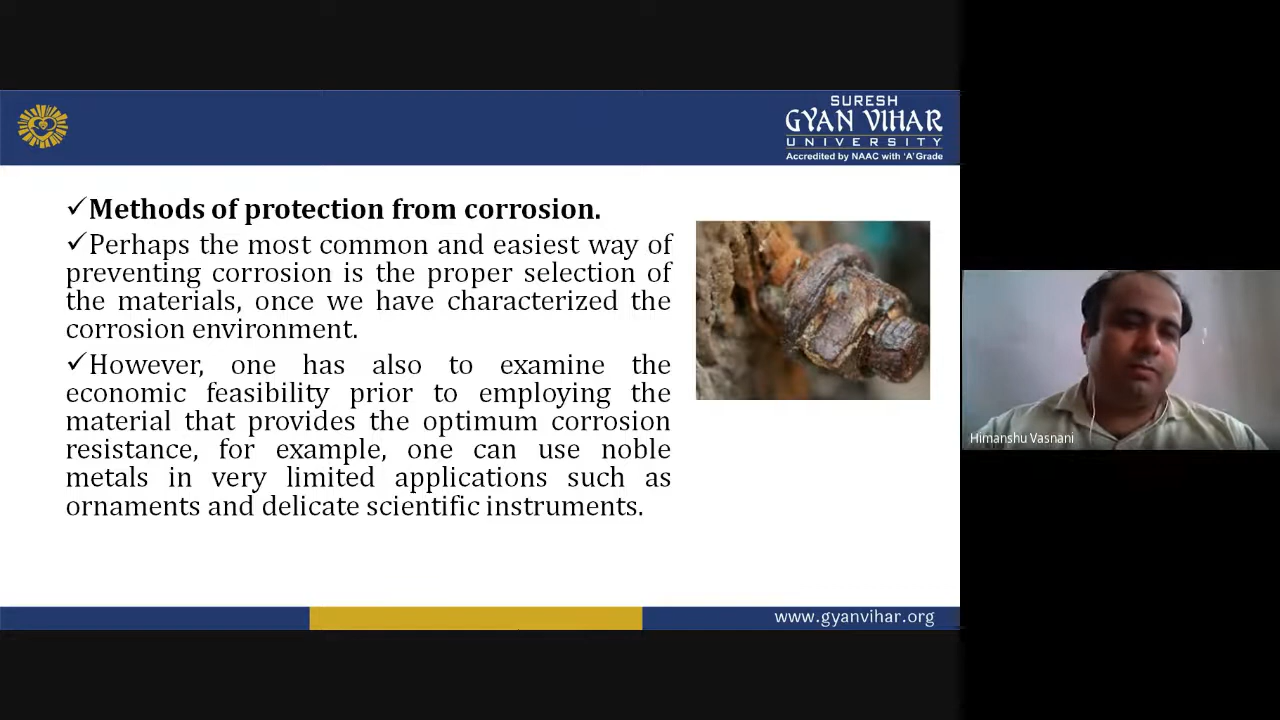 SURESH
GYAN VIHAR
UNIVERSITY
Accredited by NAAC with 'A' Grade
✓Methods of protection from corrosion.
✓Perhaps the most common and easiest way of
preventing corrosion is the proper selection of
the materials, once we have characterized the
corrosion environment.
✓However, one has also to examine the
economic feasibility prior to employing the
material that provides the optimum corrosion
resistance, for example, one can use noble
metals in very limited applications such as
ornaments and delicate scientific instruments.
Himanshu Vasnani
www.gyanvihar.org